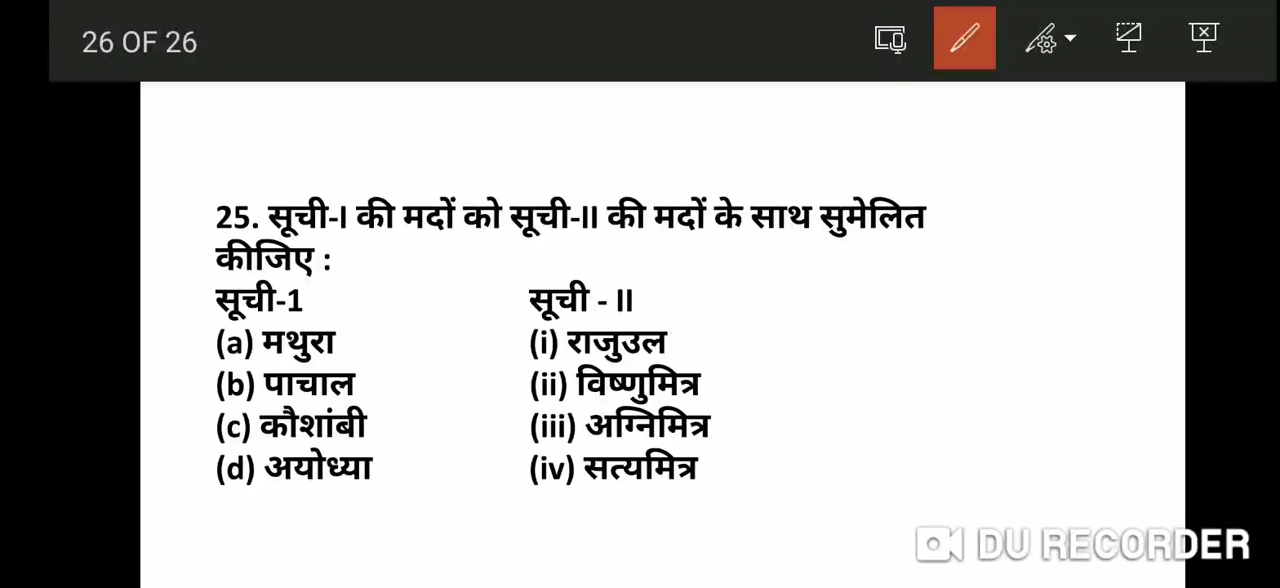 26 OF 26
25. सूची-I की मदों को सूची-II की मदों के साथ सुमेलित
कीजिए :
सूची-1 सूची - II
(a) मथुरा (i) राजुउल
(b) पाचाल (ii) विष्णुमित्र
(c) कौशांबी (iii) अग्निमित्र
(d) अयोध्या (iv) सत्यमित्र
DU RECORDER